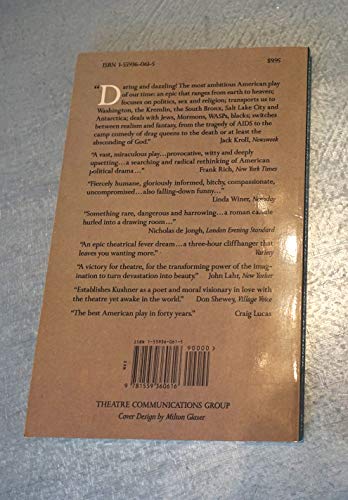 ISBN 1-55936-061-5 $9.95
"Daring and dazzling! The most ambitious American play
of our time: an epic that ranges from earth to heaven;
focuses on politics, sex and religion; transports us to
Washington, the Kremlin, the South Bronx, Salt Lake City and
Antarctica; deals with Jews, Mormons, WASPs, blacks; switches
between realism and fantasy, from the tragedy of AIDS to the
camp comedy of drag queens to the death or at least the
absconding of God."
Jack Kroll, Newsweek
"A vast, miraculous play...provocative, witty and deeply
upsetting...a searching and radical rethinking of American
political drama..." Frank Rich, New York Times
"Fiercely humane, gloriously informed, bitchy, compassionate,
uncompromised...also falling-down funny..."
Linda Winer, Newsday
"Something rare, dangerous and harrowing...a roman candle
hurled into a drawing room..."
Nicholas de Jongh, London Evening Standard
"An epic theatrical fever dream...a three-hour cliffhanger that
leaves you wanting more." Variety
"A victory for theatre, for the transforming power of the imag-
ination to turn devastation into beauty." John Lahr, New Yorker
"Establishes Kushner as a poet and moral visionary in love with
the theatre yet awake in the world." Don Shewey, Village Voice
"The best American play in forty years." Craig Lucas
ISBN 1-55936-061-5
90000>
9 781559 360616
THEATRE COMMUNICATIONS GROUP
Cover Design by Milton Glaser